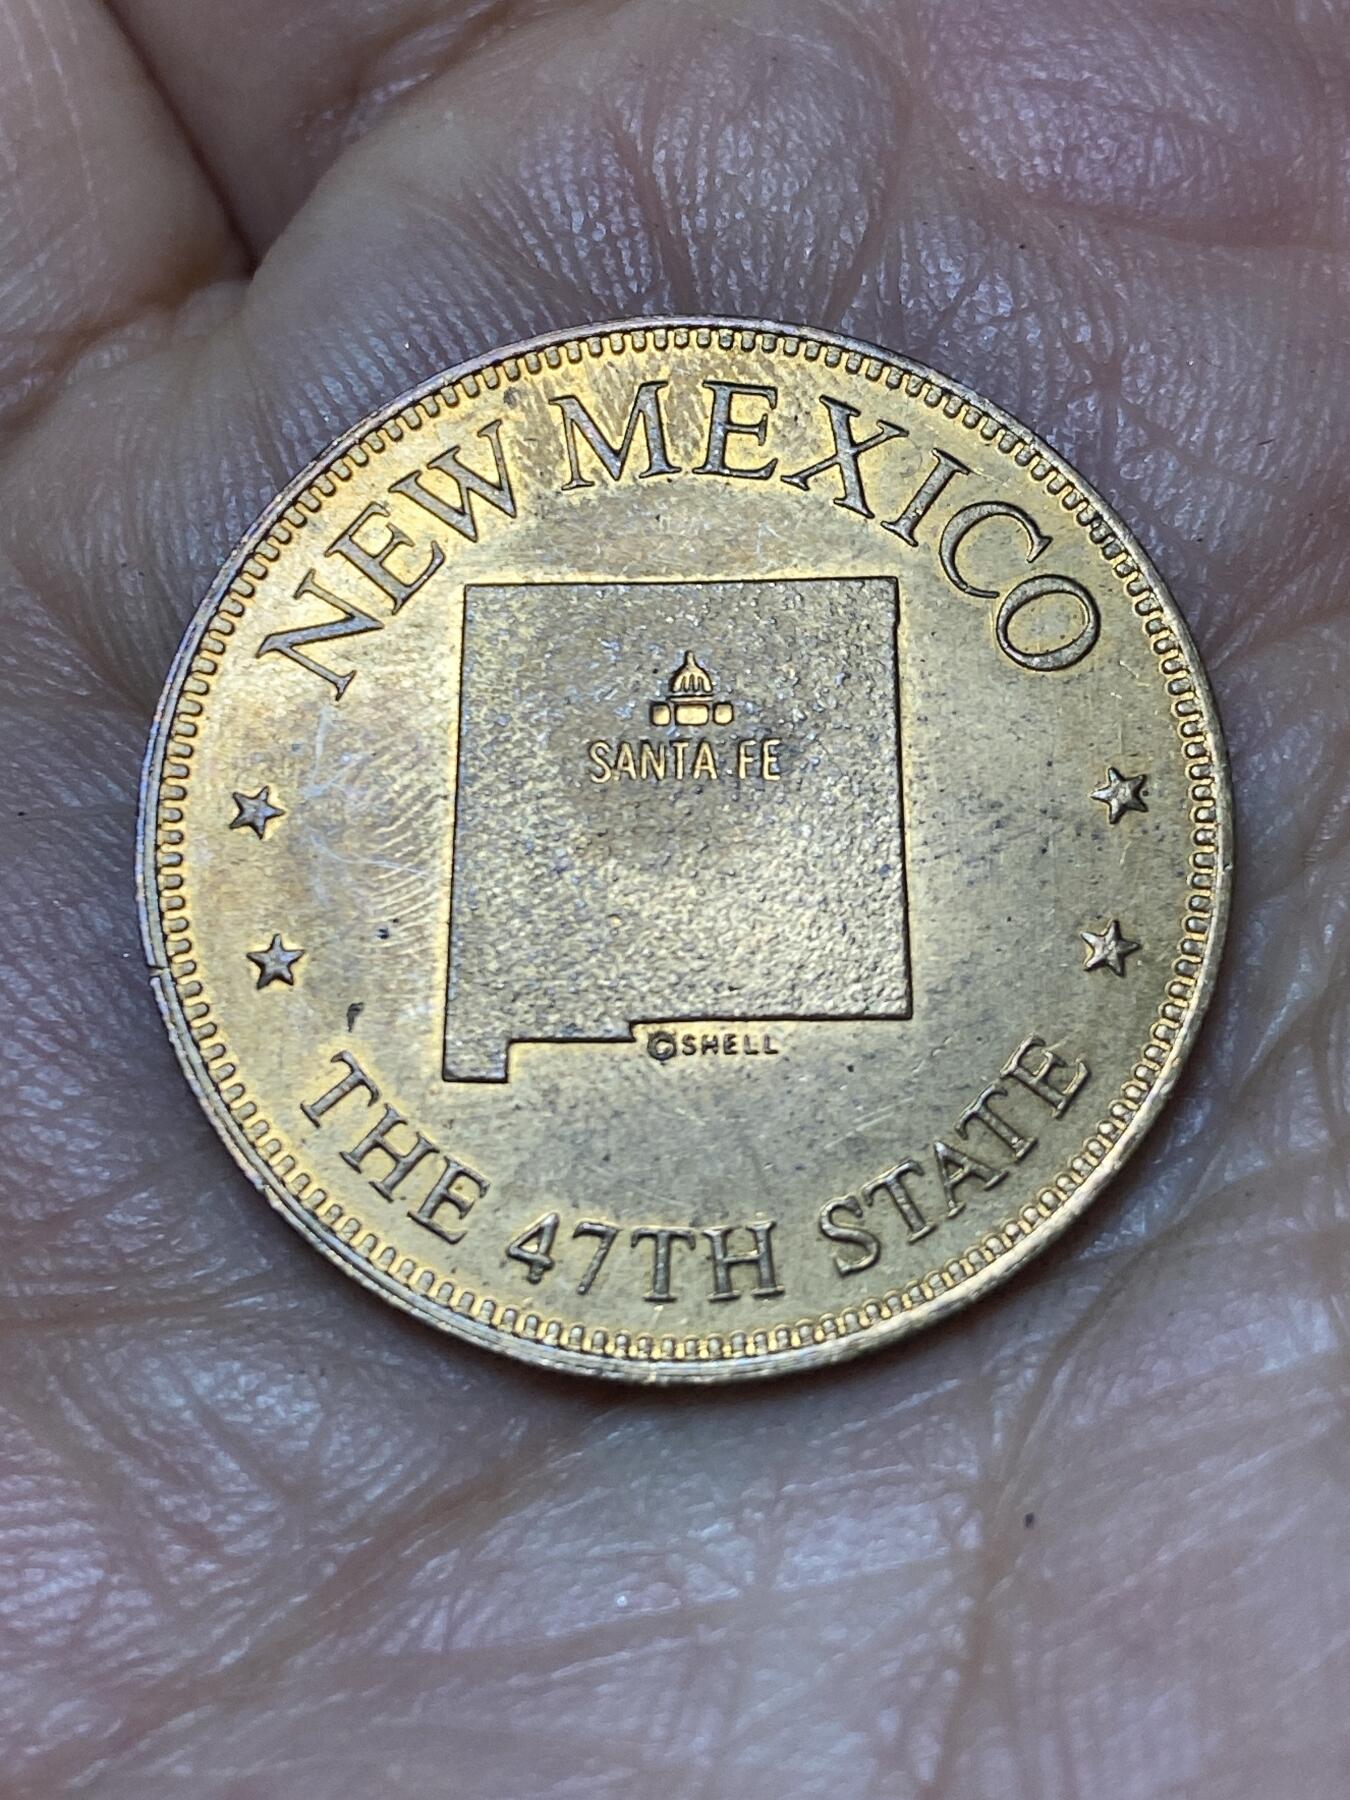 NEW MEXICO
SANTA FE
©SHELL
THE 47TH STATE